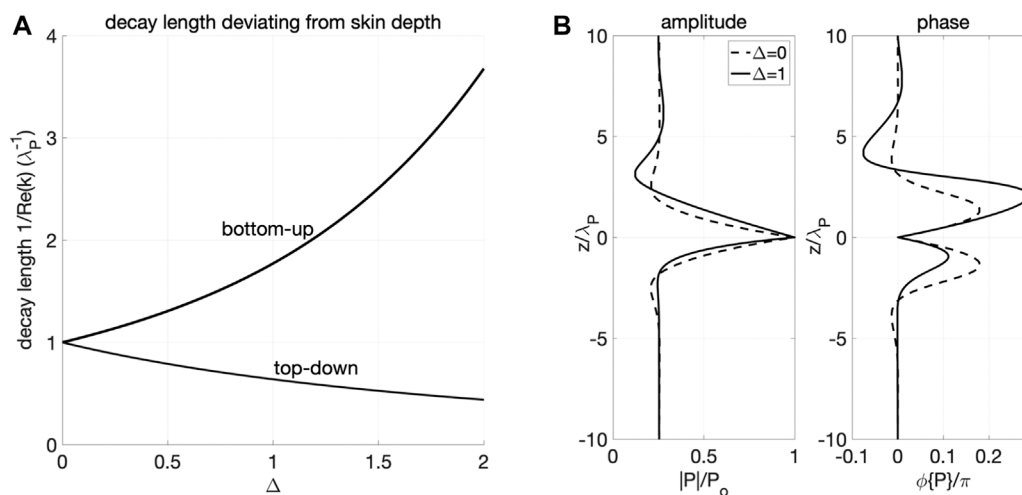 A
decay length deviating from skin depth
4
3
2
1
0
decay length 1/Re(k) (λP-1)
bottom-up
top-down
0
0.5
1
1.5
2
Δ
B
amplitude
10
5
0
-5
-10
z/λP
Δ=0
Δ=1
0
0.5
1
|P|/Po
phase
10
5
0
-5
-10
z/λP
-0.1
0
0.1
0.2
ϕ{P}/π